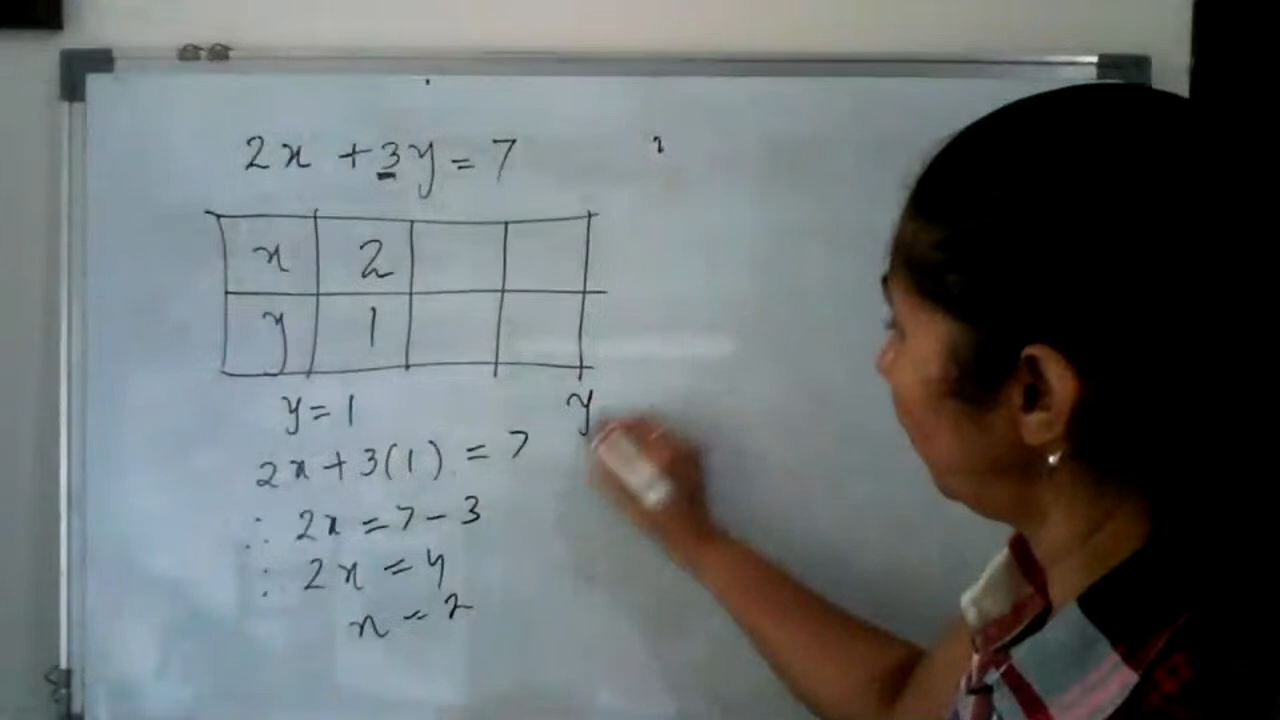 2x + 3y = 7
x 2
y 1
y = 1
y
2x + 3(1) = 7
∴ 2x = 7 - 3
∴ 2x = 4
x = 2